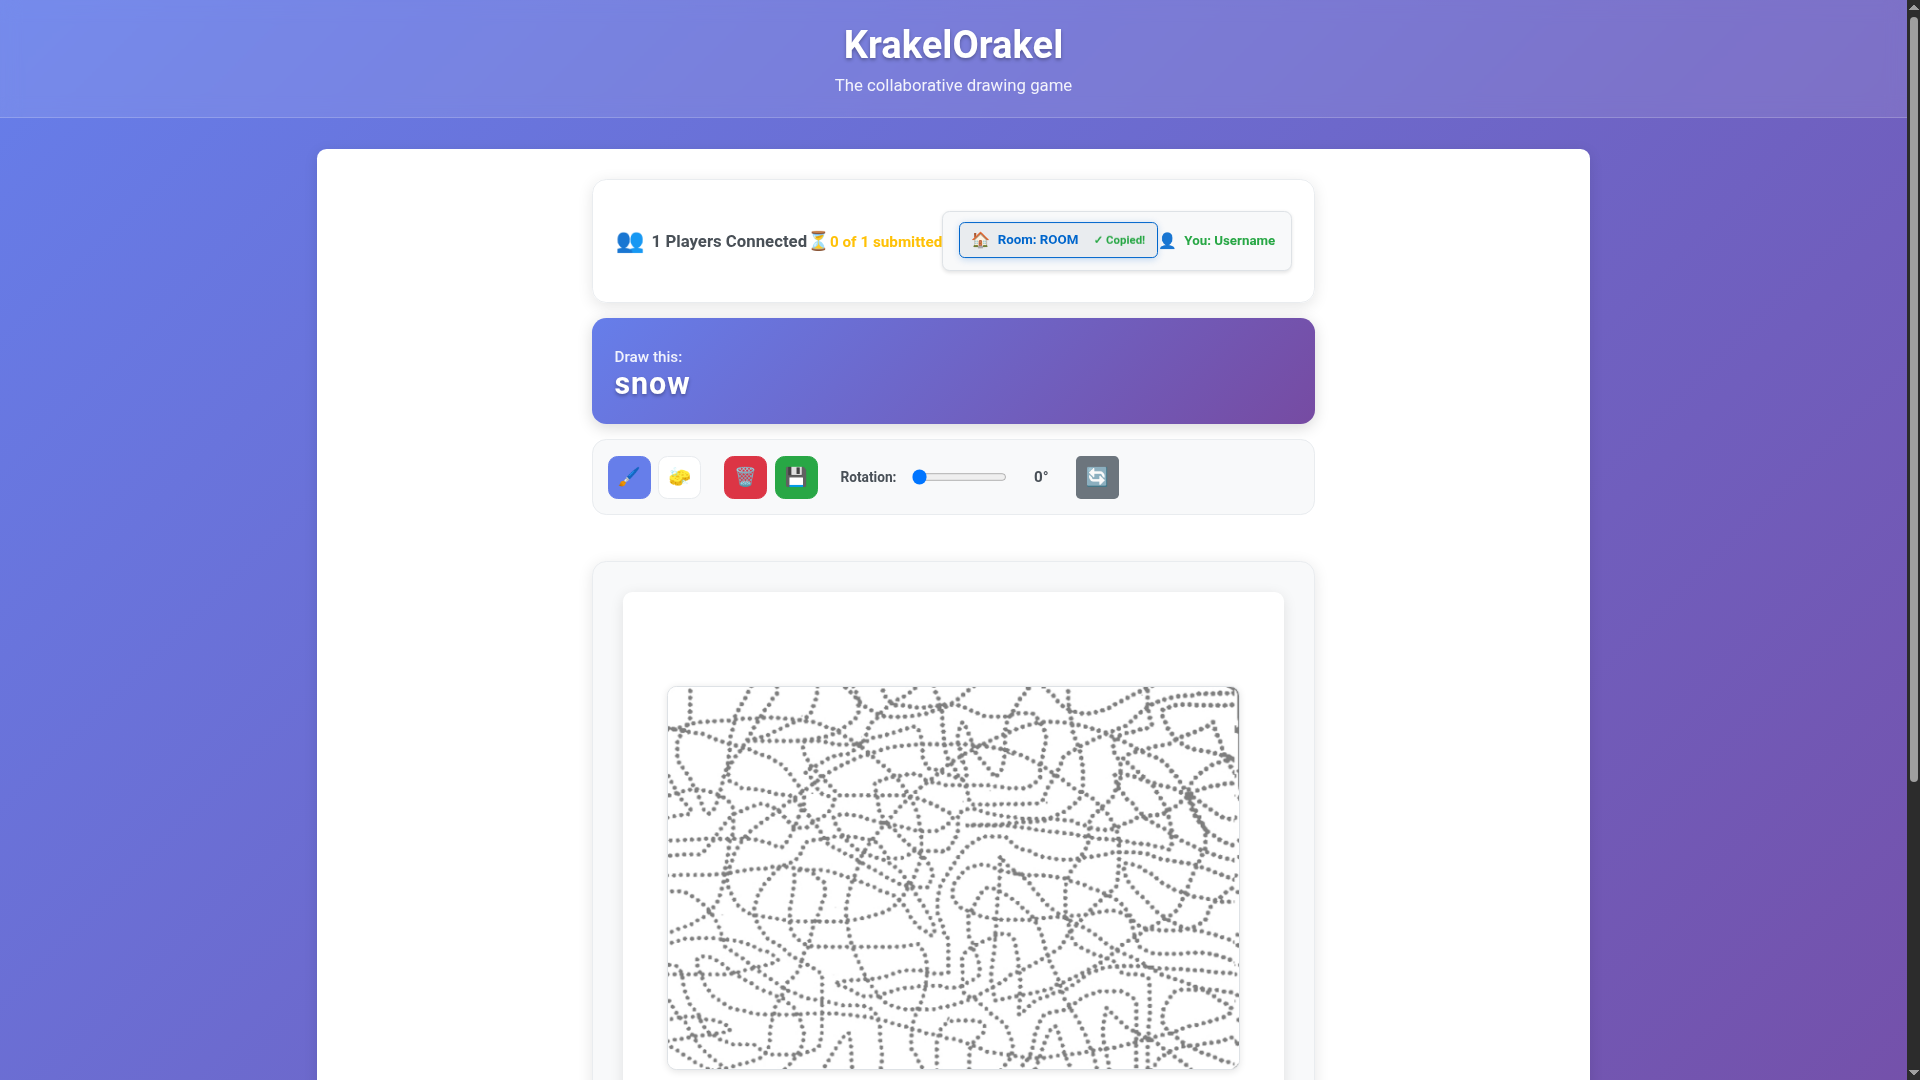 KrakelOrakel
The collaborative drawing game
1 Players Connected 0 of 1 submitted Room: ROOM ✓ Copied! You: Username
Draw this:
snow
Rotation: 0°